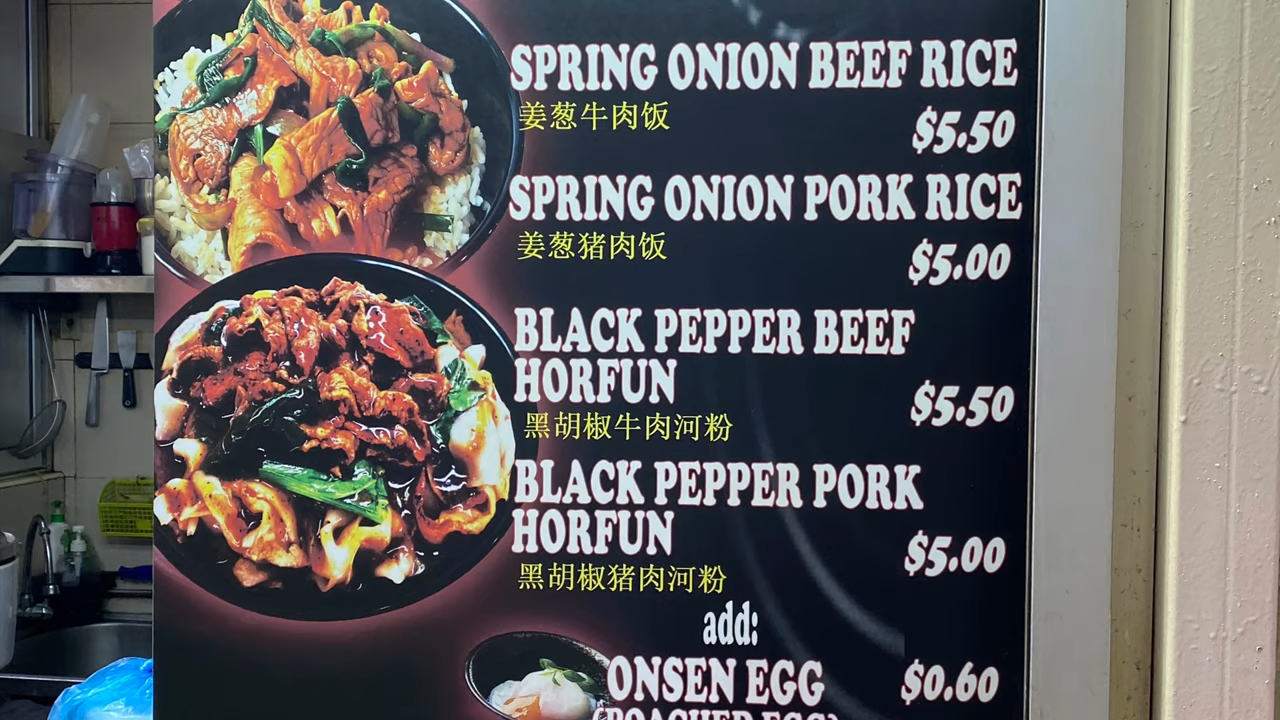 SPRING ONION BEEF RICE
姜葱牛肉饭
$5.50
SPRING ONION PORK RICE
姜葱猪肉饭
$5.00
BLACK PEPPER BEEF
HORFUN
$5.50
黑胡椒牛肉河粉
BLACK PEPPER PORK
HORFUN
$5.00
黑胡椒猪肉河粉
add:
ONSEN EGG
$0.60
(POACHED EGG)